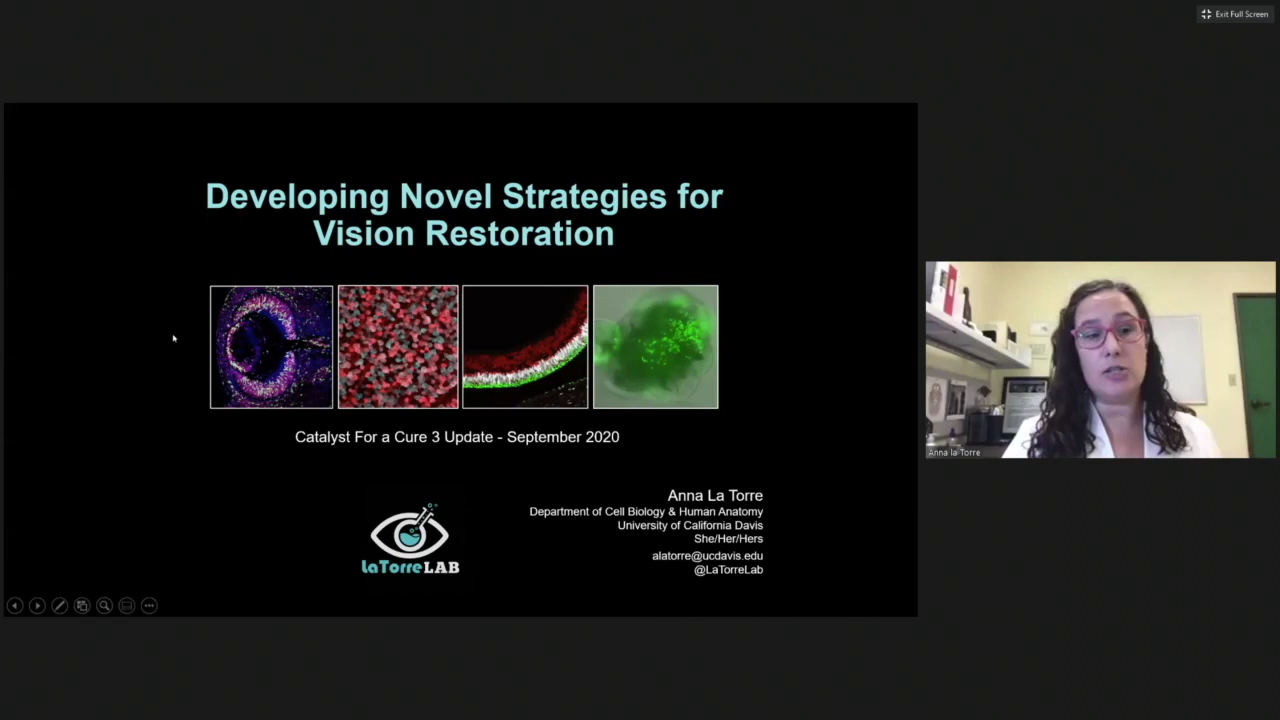 Exit Full Screen
Developing Novel Strategies for
Vision Restoration
Catalyst For a Cure 3 Update - September 2020
Anna La Torre
Department of Cell Biology & Human Anatomy
University of California Davis
She/Her/Hers
alatorre@ucdavis.edu
@LaTorreLab
LaTorreLAB
Anna la Torre